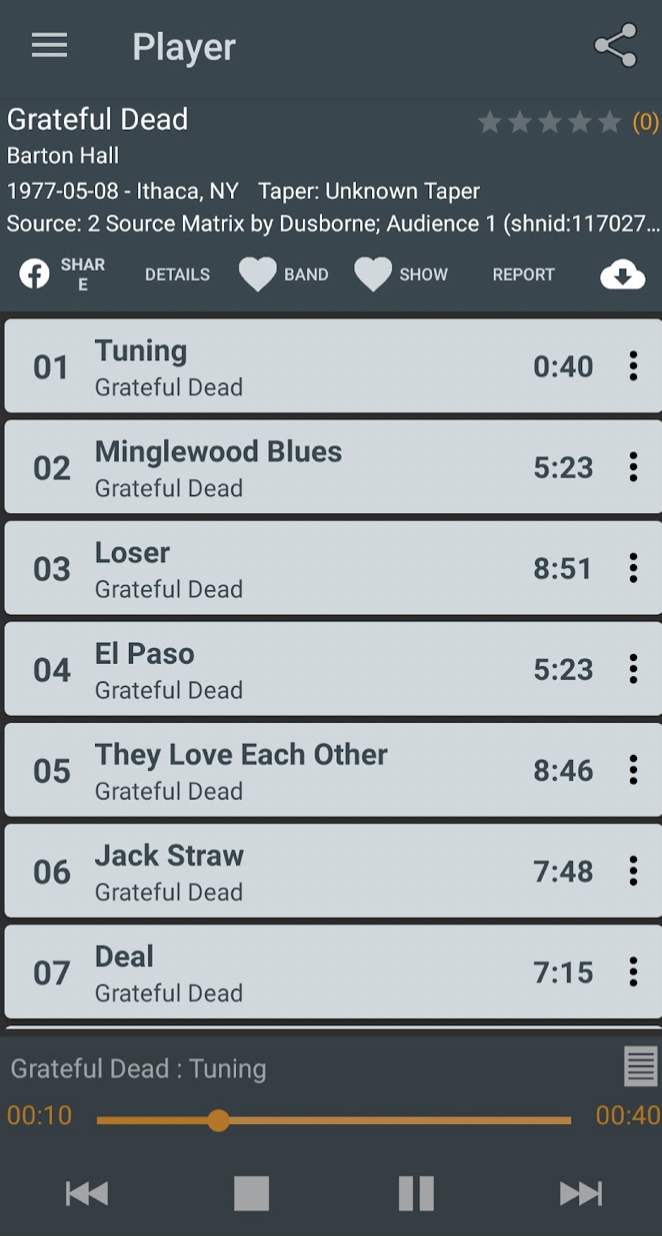 Player
Grateful Dead
(0)
Barton Hall
1977-05-08 - Ithaca, NY Taper: Unknown Taper
Source: 2 Source Matrix by Dusborne; Audience 1 (shnid:117027...
SHAR
E
DETAILS
BAND
SHOW
REPORT
01
Tuning
Grateful Dead
0:40
02
Minglewood Blues
Grateful Dead
5:23
03
Loser
Grateful Dead
8:51
04
El Paso
Grateful Dead
5:23
05
They Love Each Other
Grateful Dead
8:46
06
Jack Straw
Grateful Dead
7:48
07
Deal
Grateful Dead
7:15
Grateful Dead : Tuning
00:10
00:40